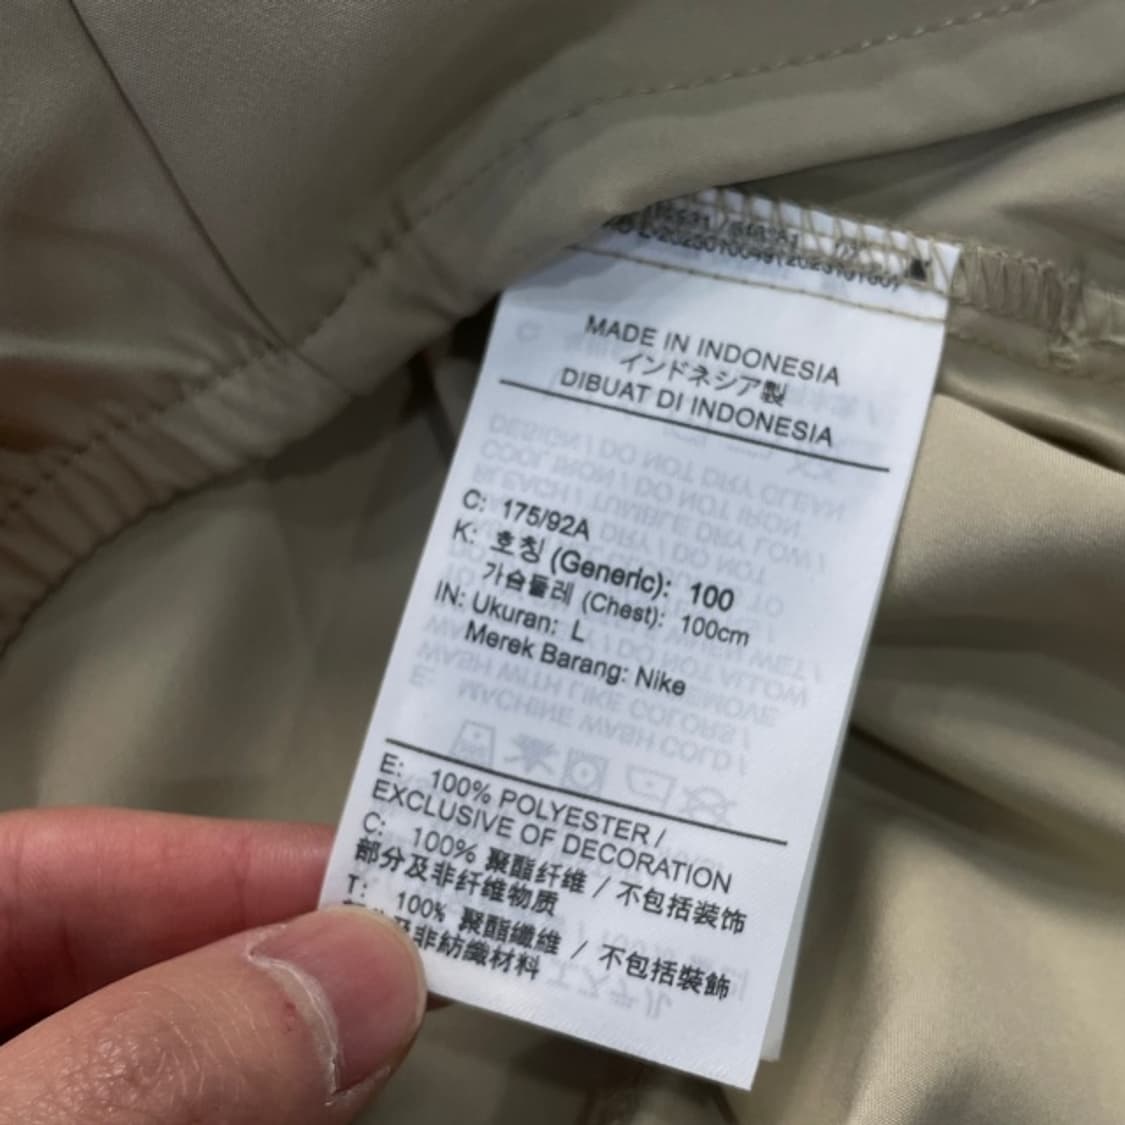 MADE IN INDONESIA
インドネシア製
DIBUAT DI INDONESIA
C: 175/92A
K: 호칭 (Generic): 100
가슴둘레 (Chest): 100cm
IN: Ukuran: L
Merek Barang: Nike
E: 100% POLYESTER /
EXCLUSIVE OF DECORATION
C: 100% 聚酯纤维 / 不包括装饰
部分及非纤维物质
T: 100% 聚酯纖維 / 不包括裝飾
及非紡織材料